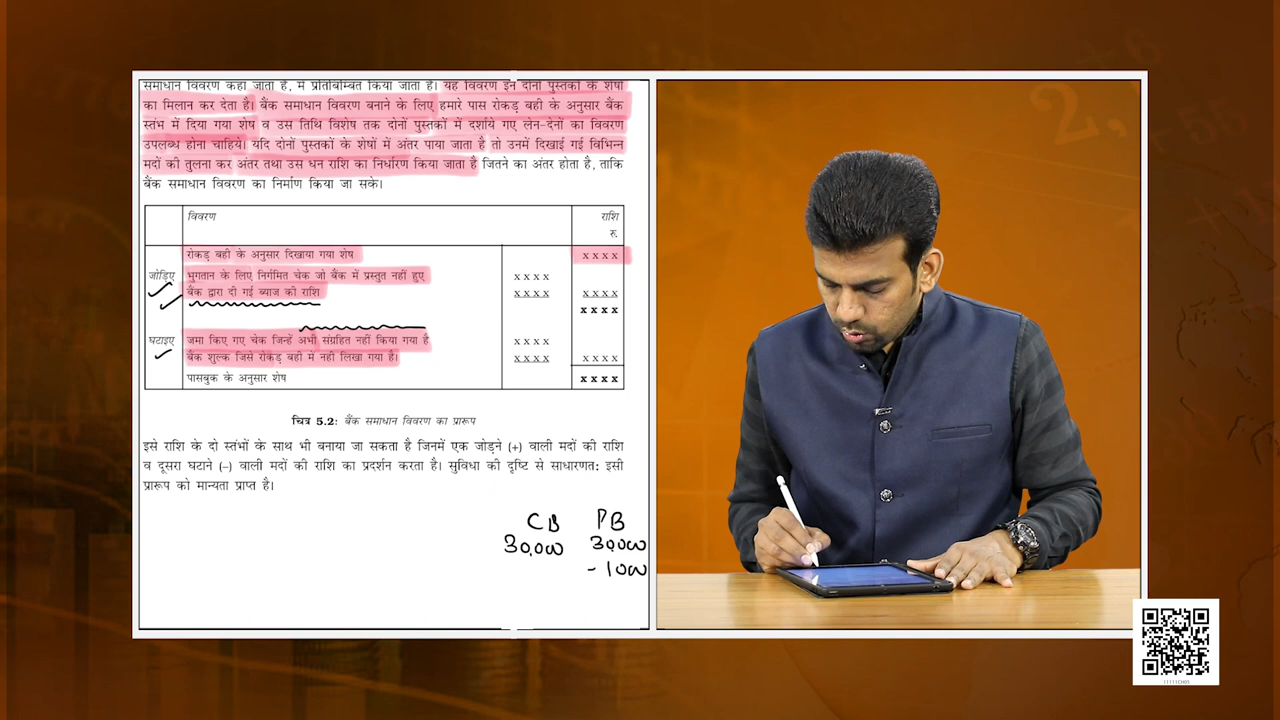 समाधान विवरण कहा जाता है, में प्रतिबिम्बित किया जाता है। यह विवरण इन दोनों पुस्तकों के शेषों
का मिलान कर देता है। बैंक समाधान विवरण बनाने के लिए हमारे पास रोकड़ बही के अनुसार बैंक
स्तंभ में दिया गया शेष व उस तिथि विशेष तक दोनों पुस्तकों में दर्शाये गए लेन-देनों का विवरण
उपलब्ध होना चाहिये। यदि दोनों पुस्तकों के शेषों में अंतर पाया जाता है तो उनमें दिखाई गई विभिन्न
मदों की तुलना कर अंतर तथा उस धन राशि का निर्धारण किया जाता है जितने का अंतर होता है, ताकि
बैंक समाधान विवरण का निर्माण किया जा सके।
विवरण राशि
रु.
रोकड़ बही के अनुसार दिखाया गया शेष xxxx
जोड़िए भुगतान के लिए निर्गमित चेक जो बैंक में प्रस्तुत नहीं हुए xxxx
बैंक द्वारा दी गई ब्याज की राशि xxxx xxxx
xxxx
घटाइए जमा किए गए चेक जिन्हें अभी संग्रहित नहीं किया गया है xxxx
बैंक शुल्क जिसे रोकड़ बही में नहीं लिखा गया है। xxxx xxxx
पासबुक के अनुसार शेष xxxx
चित्र 5.2: बैंक समाधान विवरण का प्रारूप
इसे राशि के दो स्तंभों के साथ भी बनाया जा सकता है जिनमें एक जोड़ने (+) वाली मदों की राशि
व दूसरा घटाने (–) वाली मदों की राशि का प्रदर्शन करता है। सुविधा की दृष्टि से साधारणत: इसी
प्रारूप को मान्यता प्राप्त है।
CB PB
30,000 30,000
- 1000
11111CH05